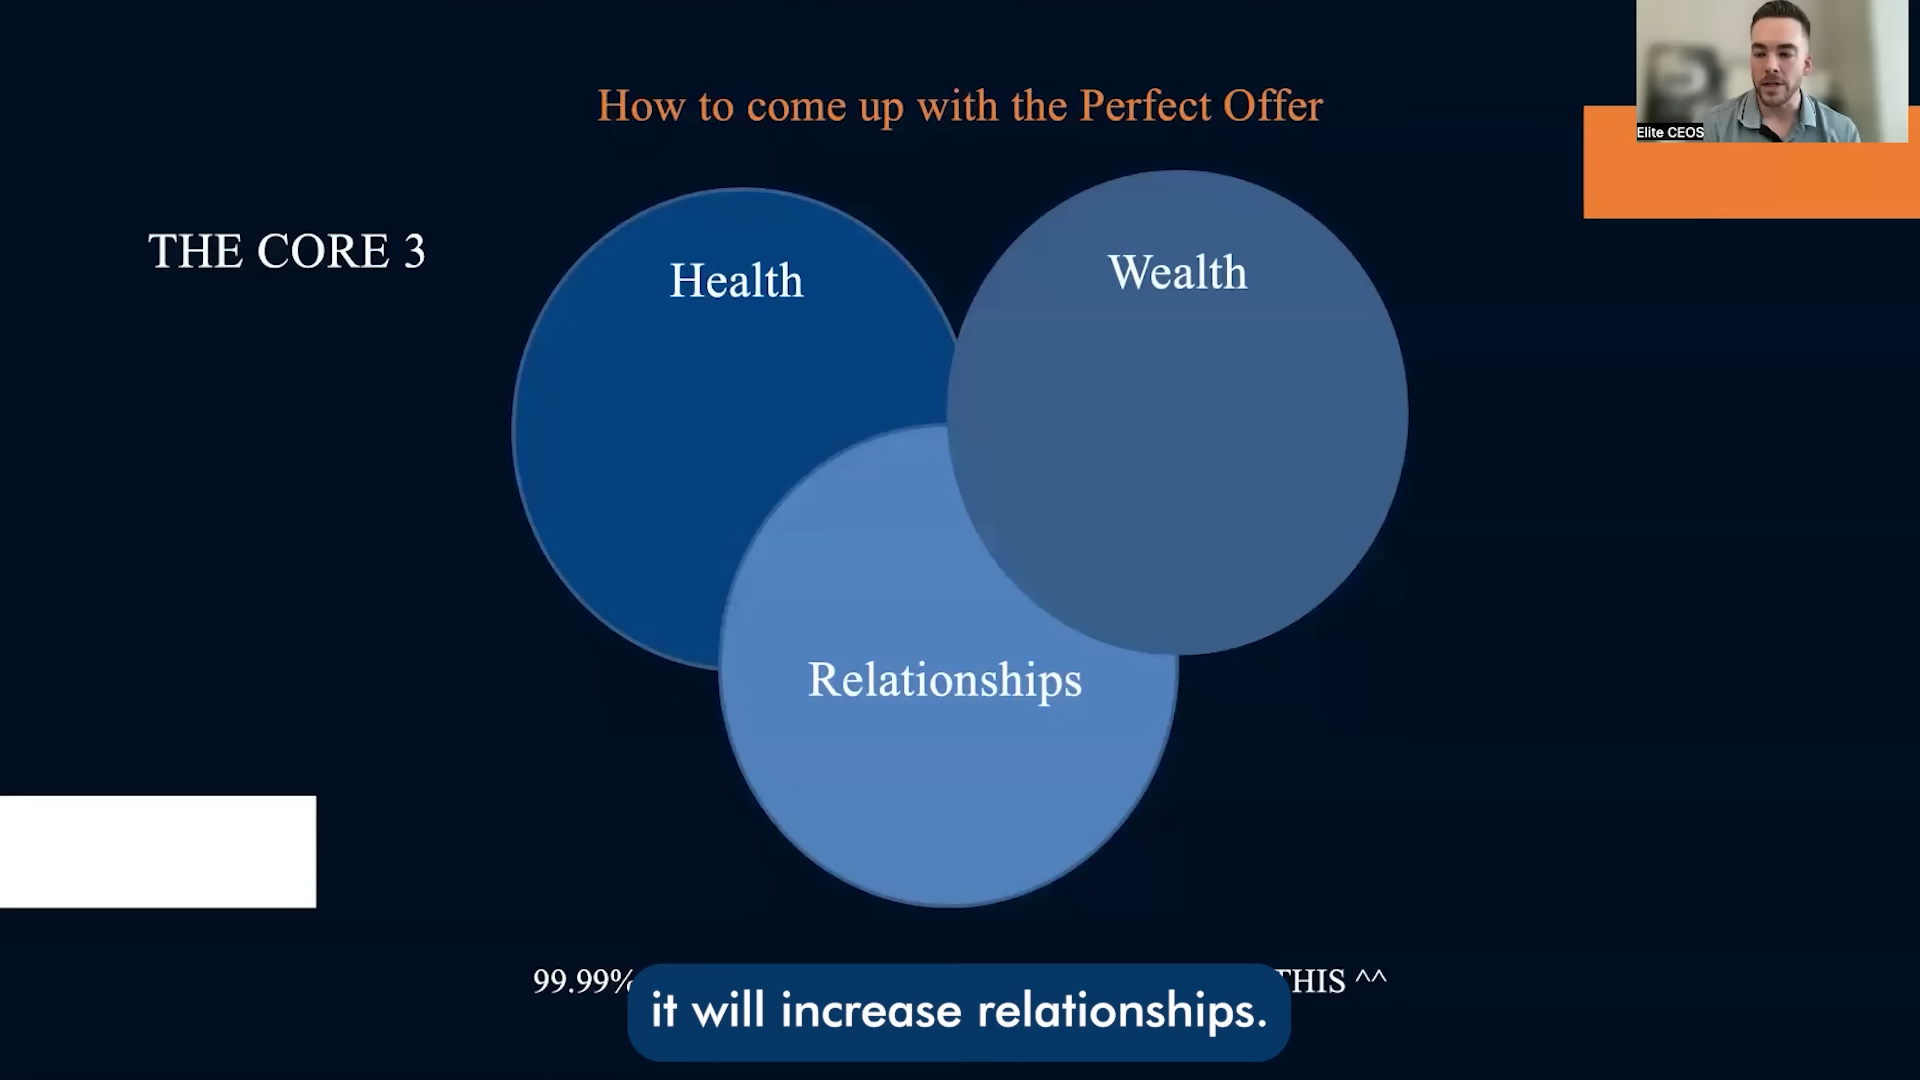 How to come up with the Perfect Offer
Elite CEOS
THE CORE 3
Health
Wealth
Relationships
99.99% THIS ^^
it will increase relationships.